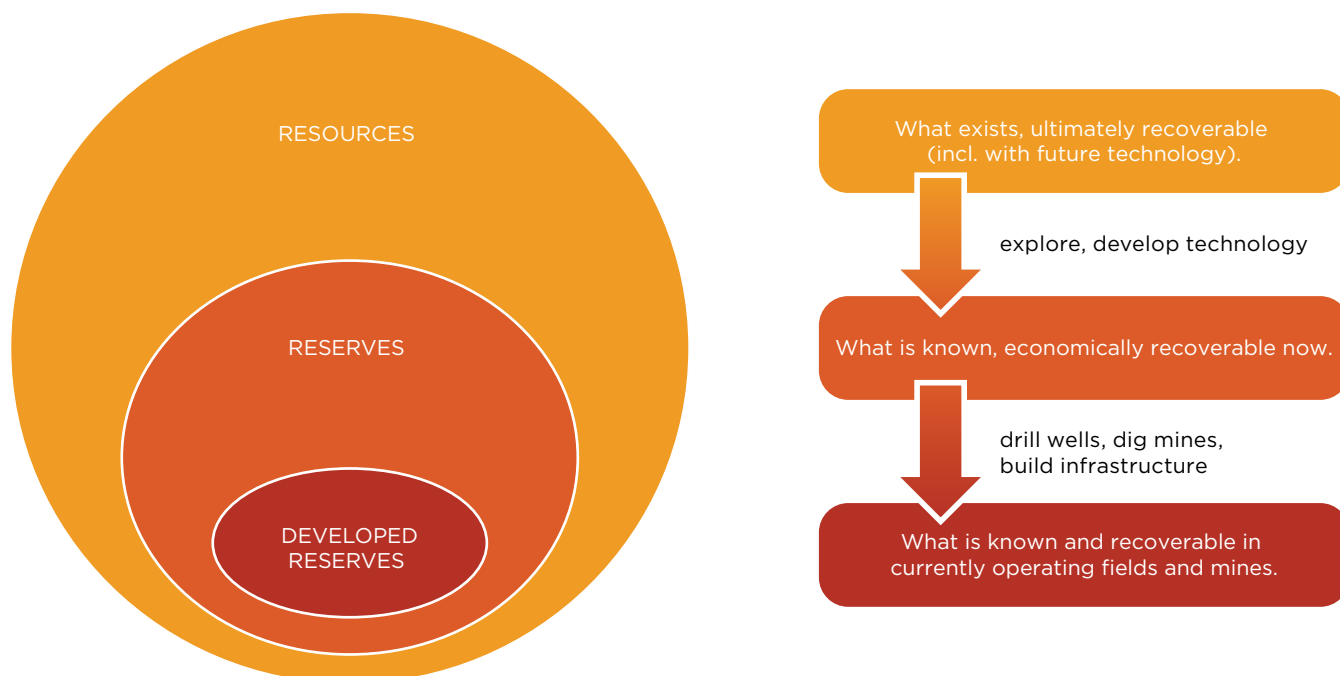 RESOURCES
RESERVES
DEVELOPED
RESERVES
What exists, ultimately recoverable
(incl. with future technology).
explore, develop technology
What is known, economically recoverable now.
drill wells, dig mines,
build infrastructure
What is known and recoverable in
currently operating fields and mines.